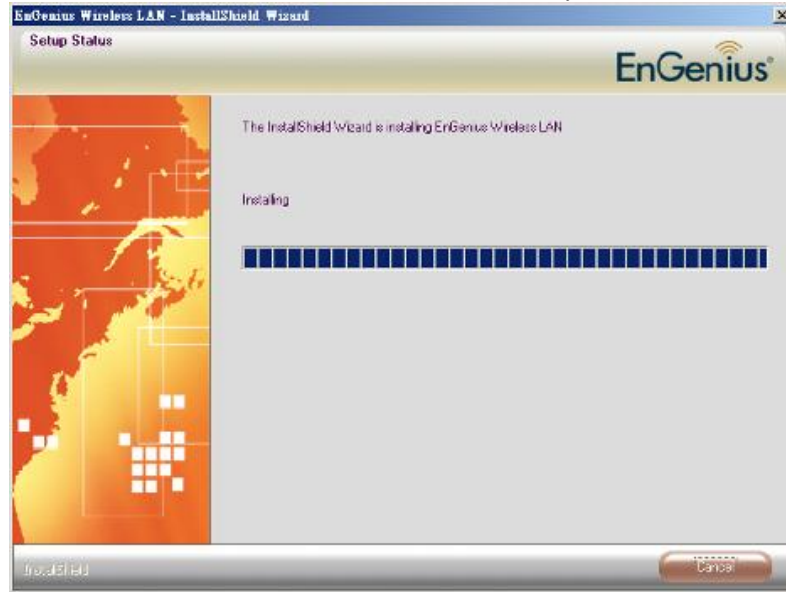 EnGenius Wireless LAN - InstallShield Wizard
Setup Status
EnGenius®
The InstallShield Wizard is installing EnGenius Wireless LAN
Installing
InstallShield
Cancel